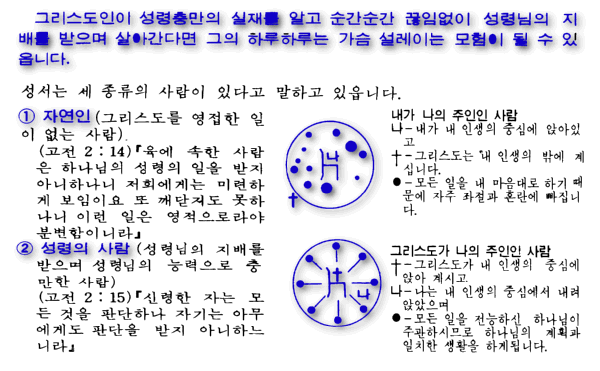 그리스도인이 성령충만의 실재를 알고 순간순간 끊임없이 성령님의 지
배를 받으며 살아간다면 그의 하루하루는 가슴 설레이는 모험이 될 수 있
읍니다.
성서는 세 종류의 사람이 있다고 말하고 있읍니다.
① 자연인(그리스도를 영접한 일
이 없는 사람)
(고전 2 : 14)『육에 속한 사람
은 하나님의 성령의 일을 받지
아니하나니 저희에게는 미련하
게 보임이요 또 깨닫지도 못하
나니 이런 일은 영적으로라야
분변함이니라』
나
†
내가 나의 주인인 사람
나-내가 내 인생의 중심에 앉아있
고
†-그리스도는 내 인생의 밖에 계
십니다.
●-모든 일을 내 마음대로 하기 때
문에 자주 좌절과 혼란에 빠집니
다.
② 성령의 사람 (성령님의 지배를
받으며 성령님의 능력으로 충
만한 사람)
(고전 2 : 15)『신령한 자는 모
든 것을 판단하나 자기는 아무
에게도 판단을 받지 아니하느
니라』
†
나
그리스도가 나의 주인인 사람
†-그리스도가 내 인생의 중심에
앉아 계시고
나-나는 내 인생의 중심에서 내려
앉았으며
●-모든 일을 전능하신 하나님이
주관하시므로 하나님의 계획과
일치한 생활을 하게됩니다.